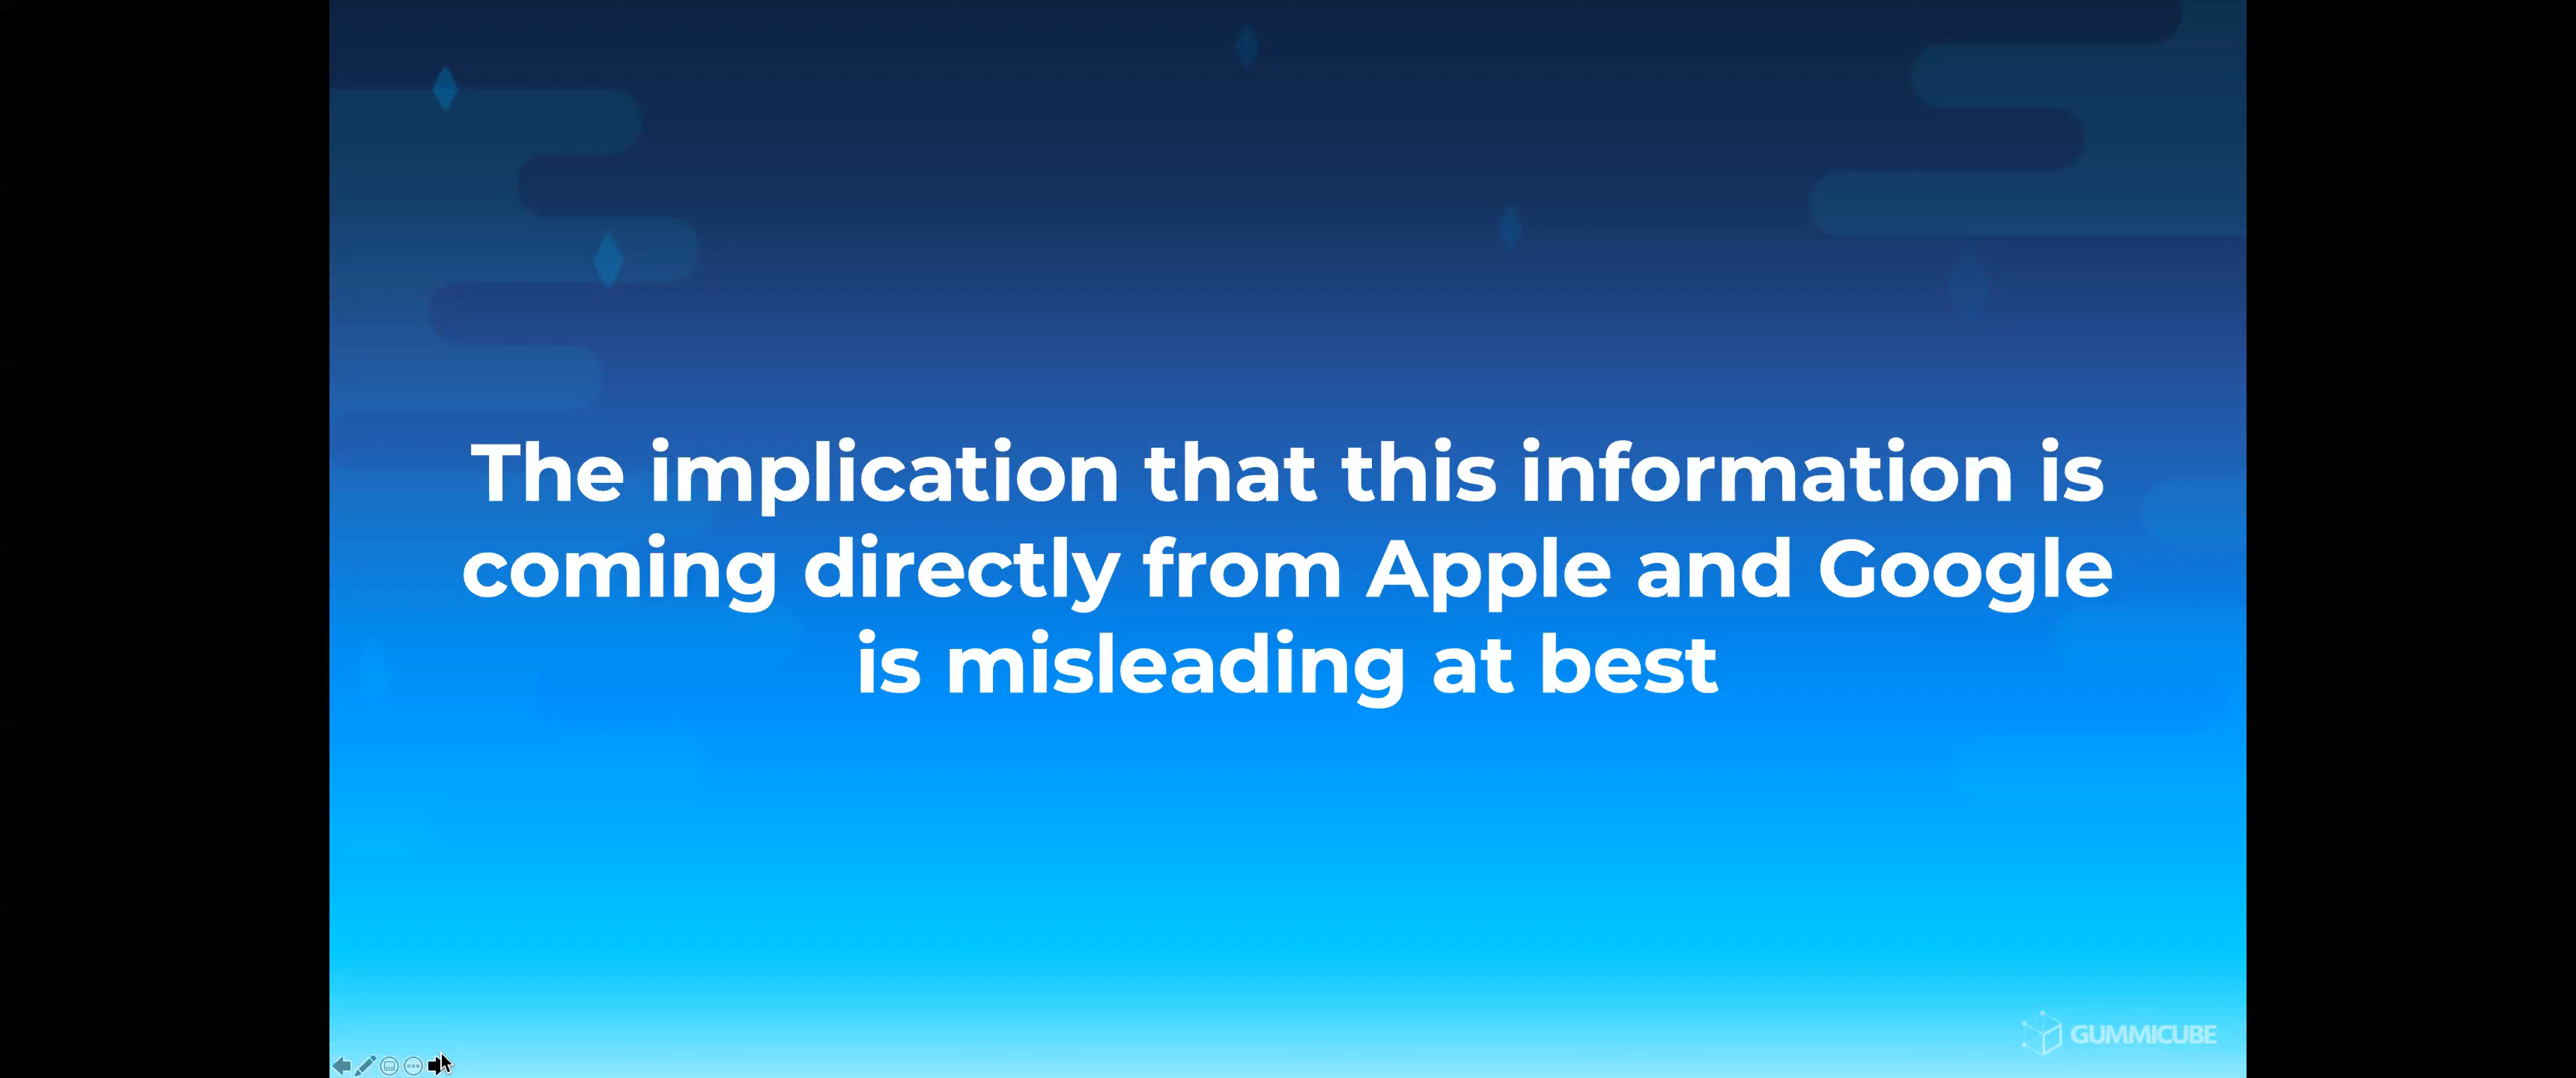 The implication that this information is
coming directly from Apple and Google
is misleading at best
GUMMICUBE